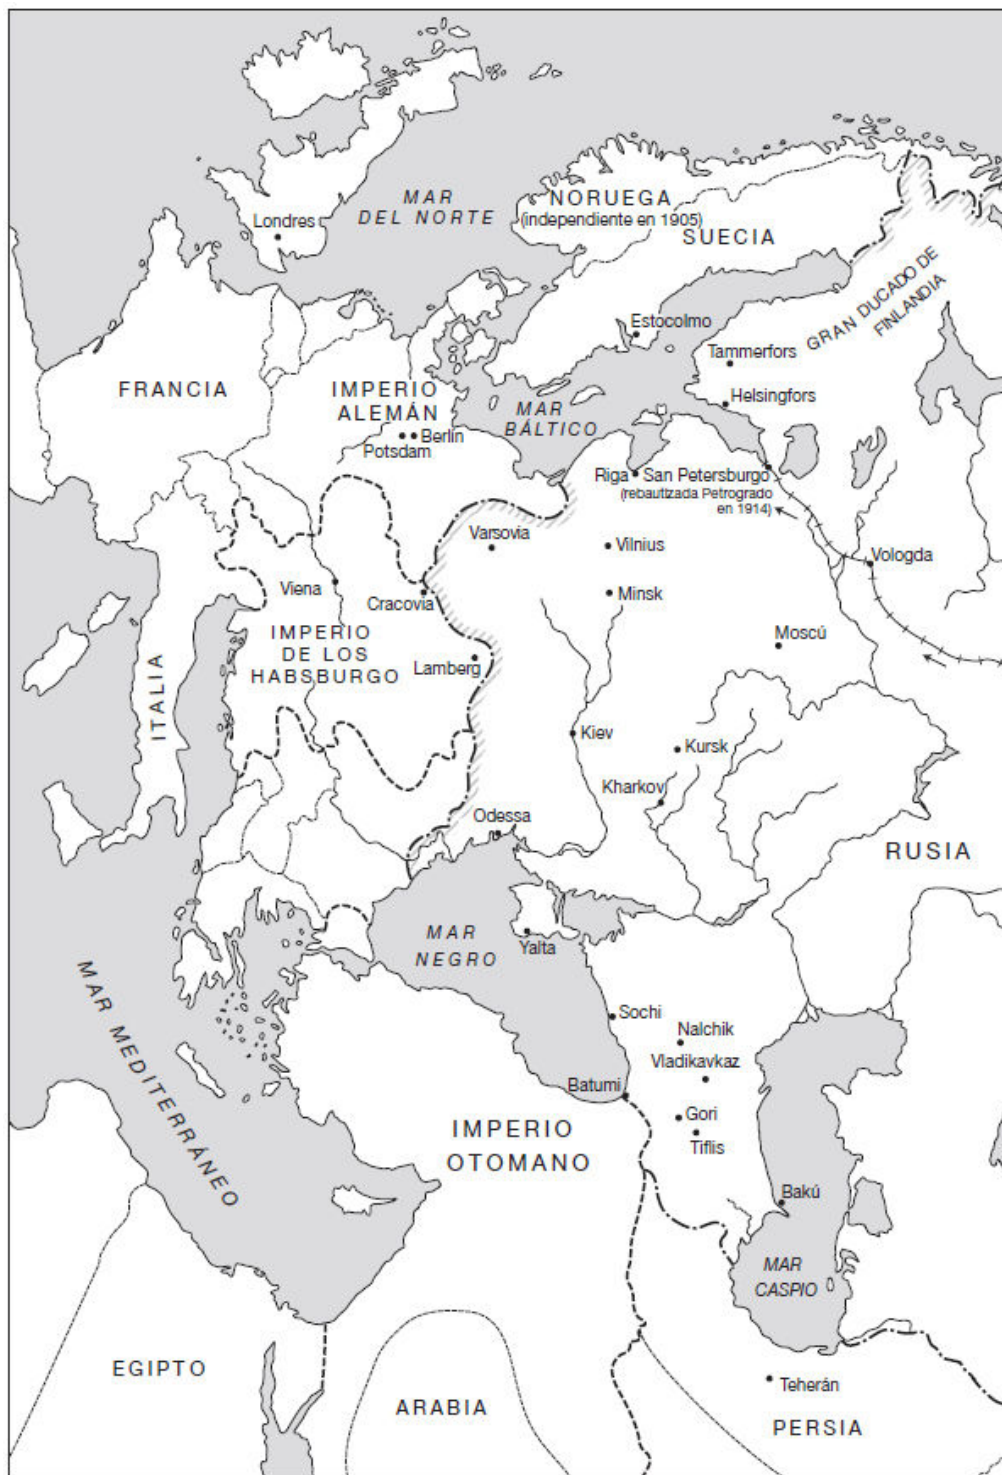 MAR
DEL NORTE
Londres
NORUEGA
(independiente en 1905)
SUECIA
GRAN DUCADO DE
FINLANDIA
Estocolmo
Tammerfors
Helsingfors
FRANCIA
IMPERIO
ALEMÁN
MAR
BÁLTICO
Berlín
Potsdam
Riga
San Petersburgo
(rebautizada Petrogrado
en 1914)
Varsovia
Vilnius
Vologda
Viena
Cracovia
Minsk
IMPERIO
DE LOS
HABSBURGO
Lamberg
Moscú
ITALIA
Kiev
Kursk
Kharkov
Odessa
RUSIA
MAR
NEGRO
Yalta
MAR MEDITERRÁNEO
Sochi
Nalchik
Vladikavkaz
Batumi
Gori
Tiflis
IMPERIO
OTOMANO
Bakú
MAR
CASPIO
EGIPTO
ARABIA
Teherán
PERSIA